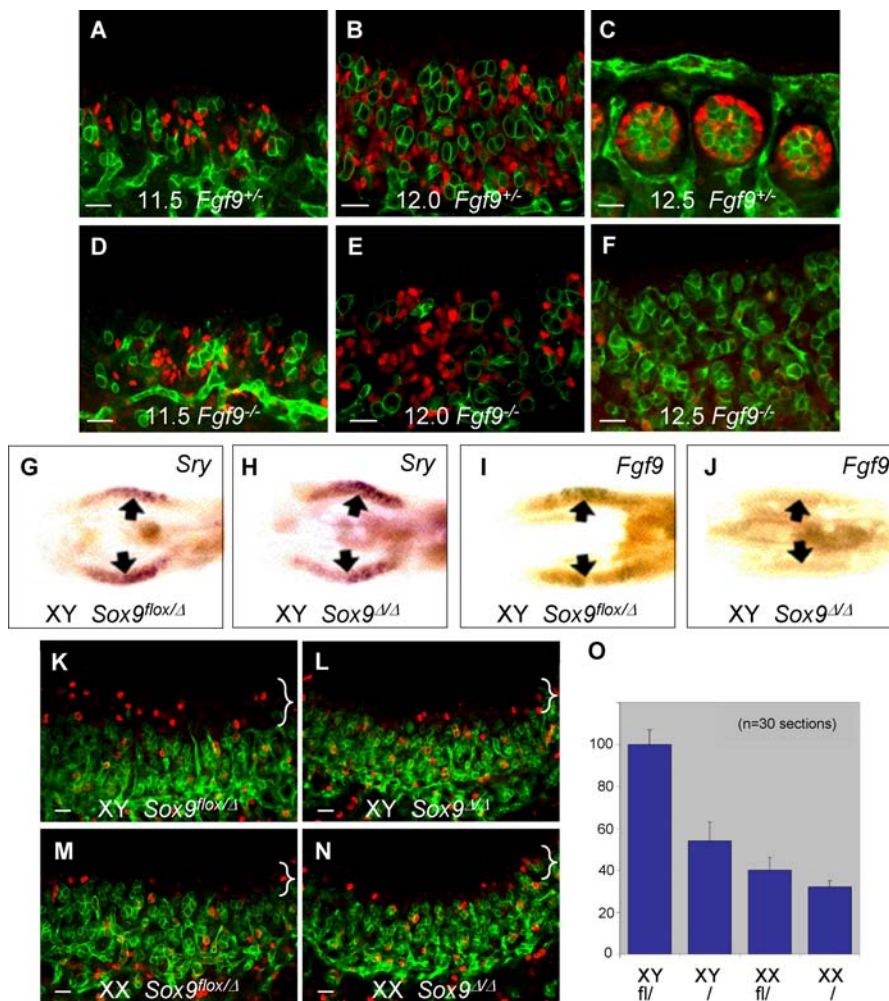 A
B
C
11.5 Fgf9+/-
12.0 Fgf9+/-
12.5 Fgf9+/-
D
E
F
11.5 Fgf9-/-
12.0 Fgf9-/-
12.5 Fgf9-/-
G Sry
H Sry
I Fgf9
J Fgf9
XY Sox9flox/Δ
XY Sox9Δ/Δ
XY Sox9flox/Δ
XY Sox9Δ/Δ
K
L
XY Sox9flox/Δ
XY Sox9Δ/Δ
M
N
XX Sox9flox/Δ
XX Sox9Δ/Δ
O
(n=30 sections)
100
80
60
40
20
0
XY fl/
XY /
XX fl/
XX /